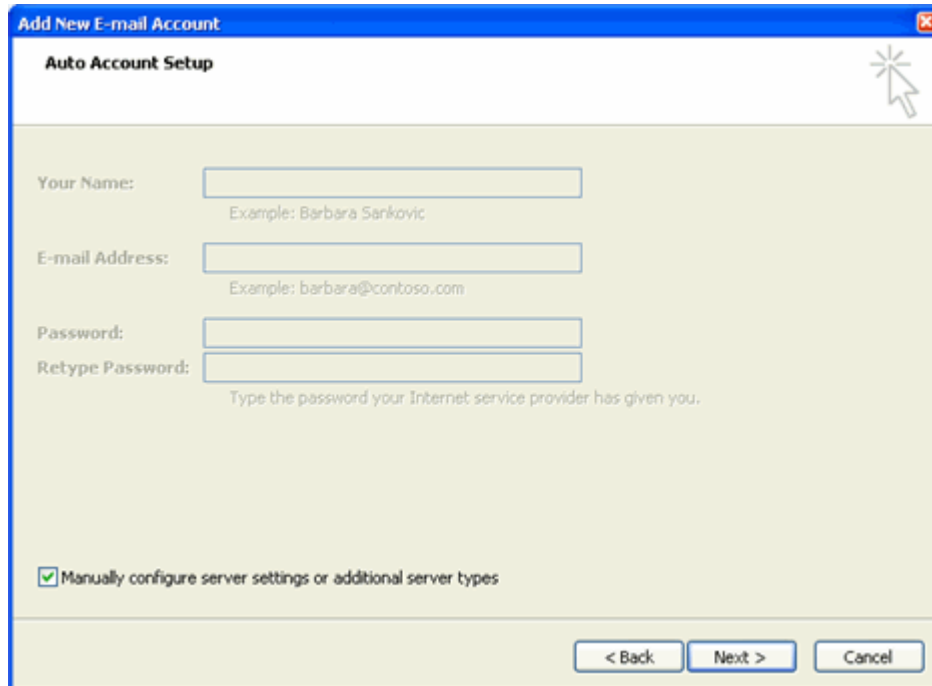 Add New E-mail Account
Auto Account Setup
Your Name:
Example: Barbara Sankovic
E-mail Address:
Example: barbara@contoso.com
Password:
Retype Password:
Type the password your Internet service provider has given you.
Manually configure server settings or additional server types
< Back Next > Cancel